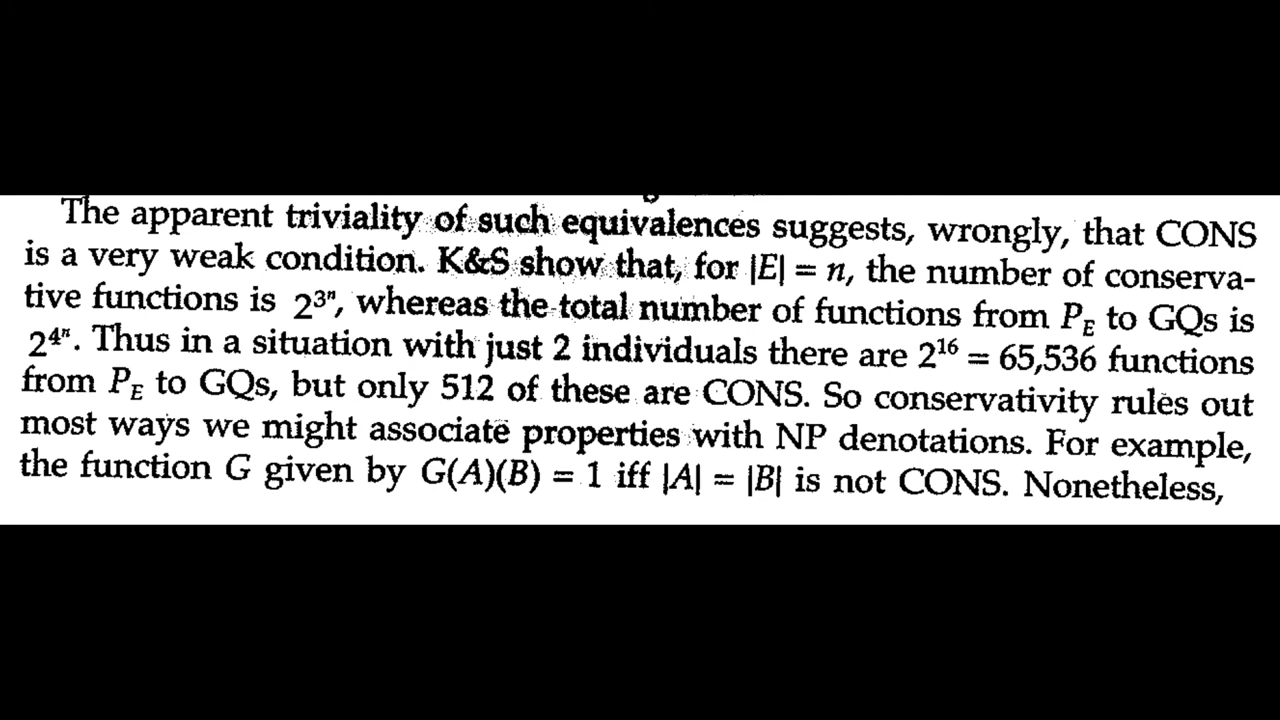 The apparent triviality of such equivalences suggests, wrongly, that CONS
is a very weak condition. K&S show that, for |E| = n, the number of conserva-
tive functions is 2^3ⁿ, whereas the total number of functions from P_E to GQs is
2^4ⁿ. Thus in a situation with just 2 individuals there are 2¹⁶ = 65,536 functions
from P_E to GQs, but only 512 of these are CONS. So conservativity rules out
most ways we might associate properties with NP denotations. For example,
the function G given by G(A)(B) = 1 iff |A| = |B| is not CONS. Nonetheless,